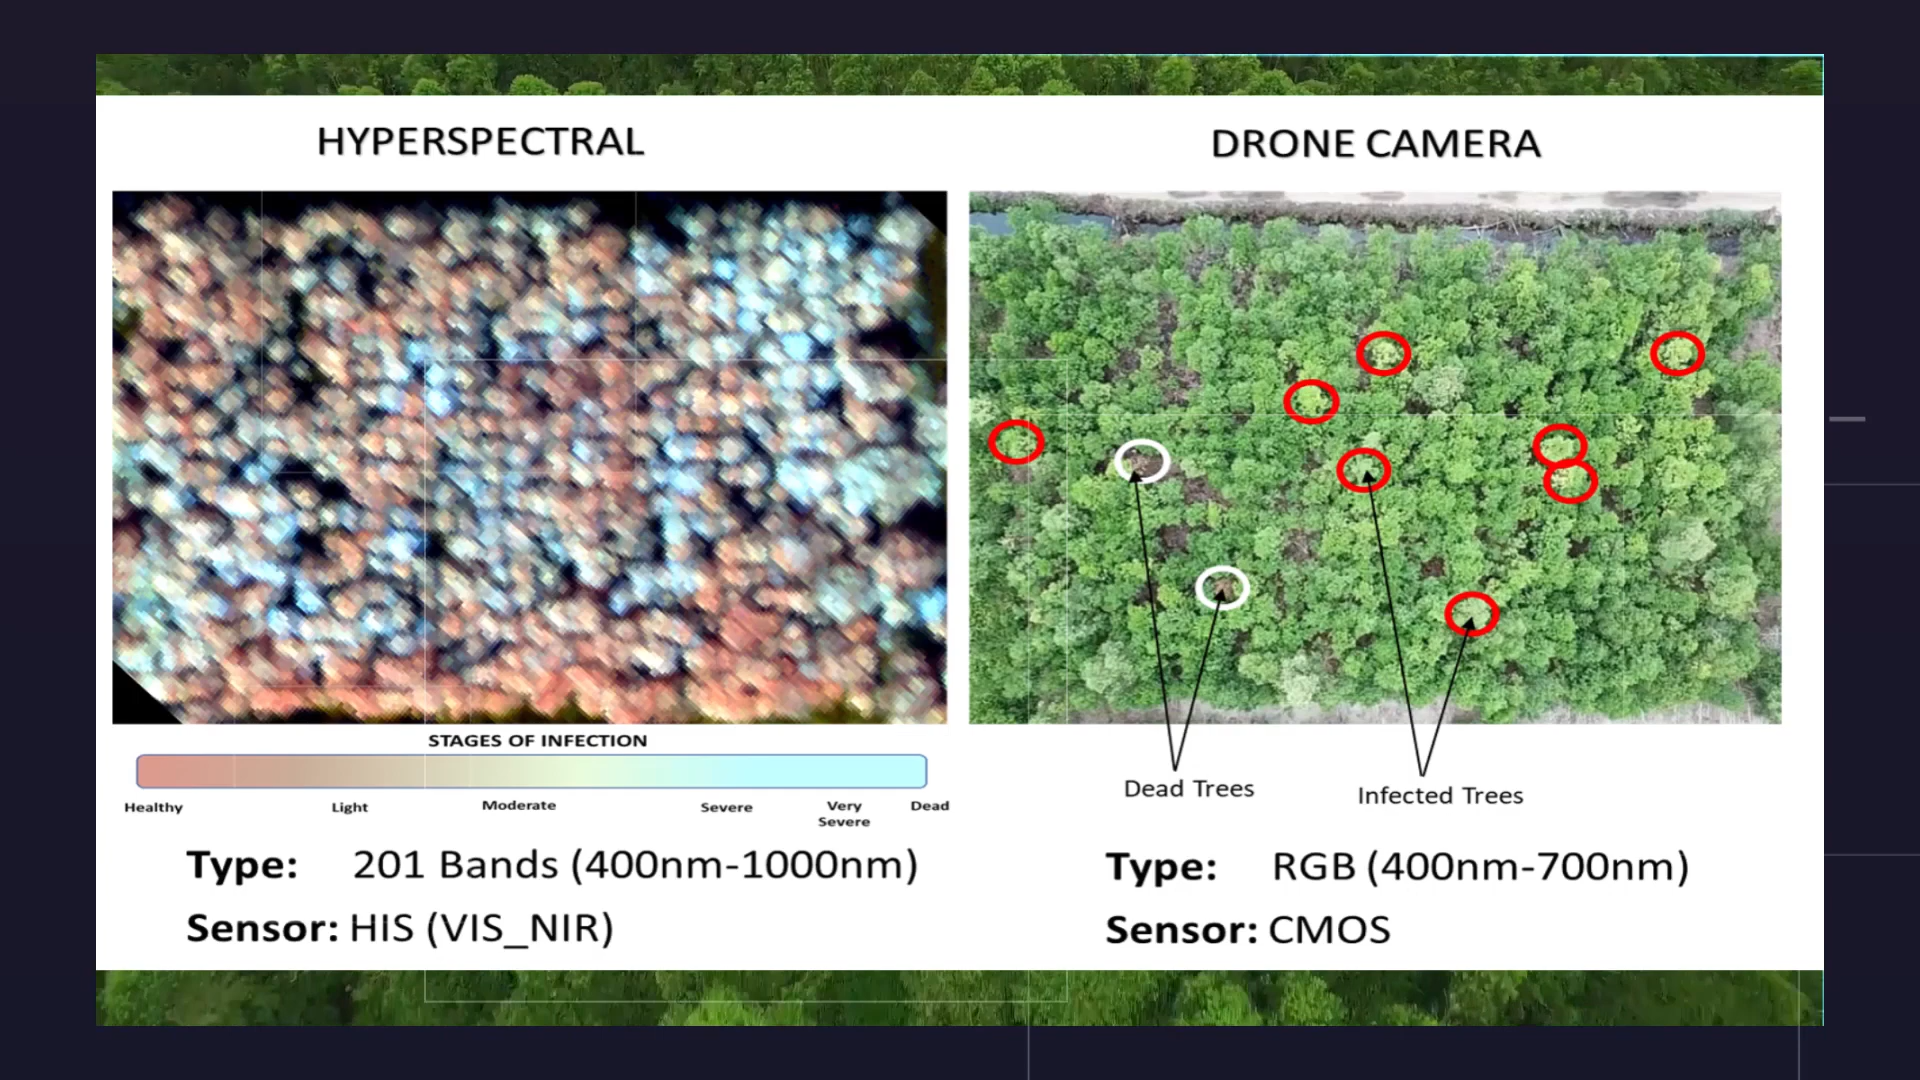 HYPERSPECTRAL
DRONE CAMERA
STAGES OF INFECTION
Healthy
Light
Moderate
Severe
Very
Severe
Dead
Type: 201 Bands (400nm-1000nm)
Sensor: HIS (VIS_NIR)
Dead Trees
Infected Trees
Type: RGB (400nm-700nm)
Sensor: CMOS